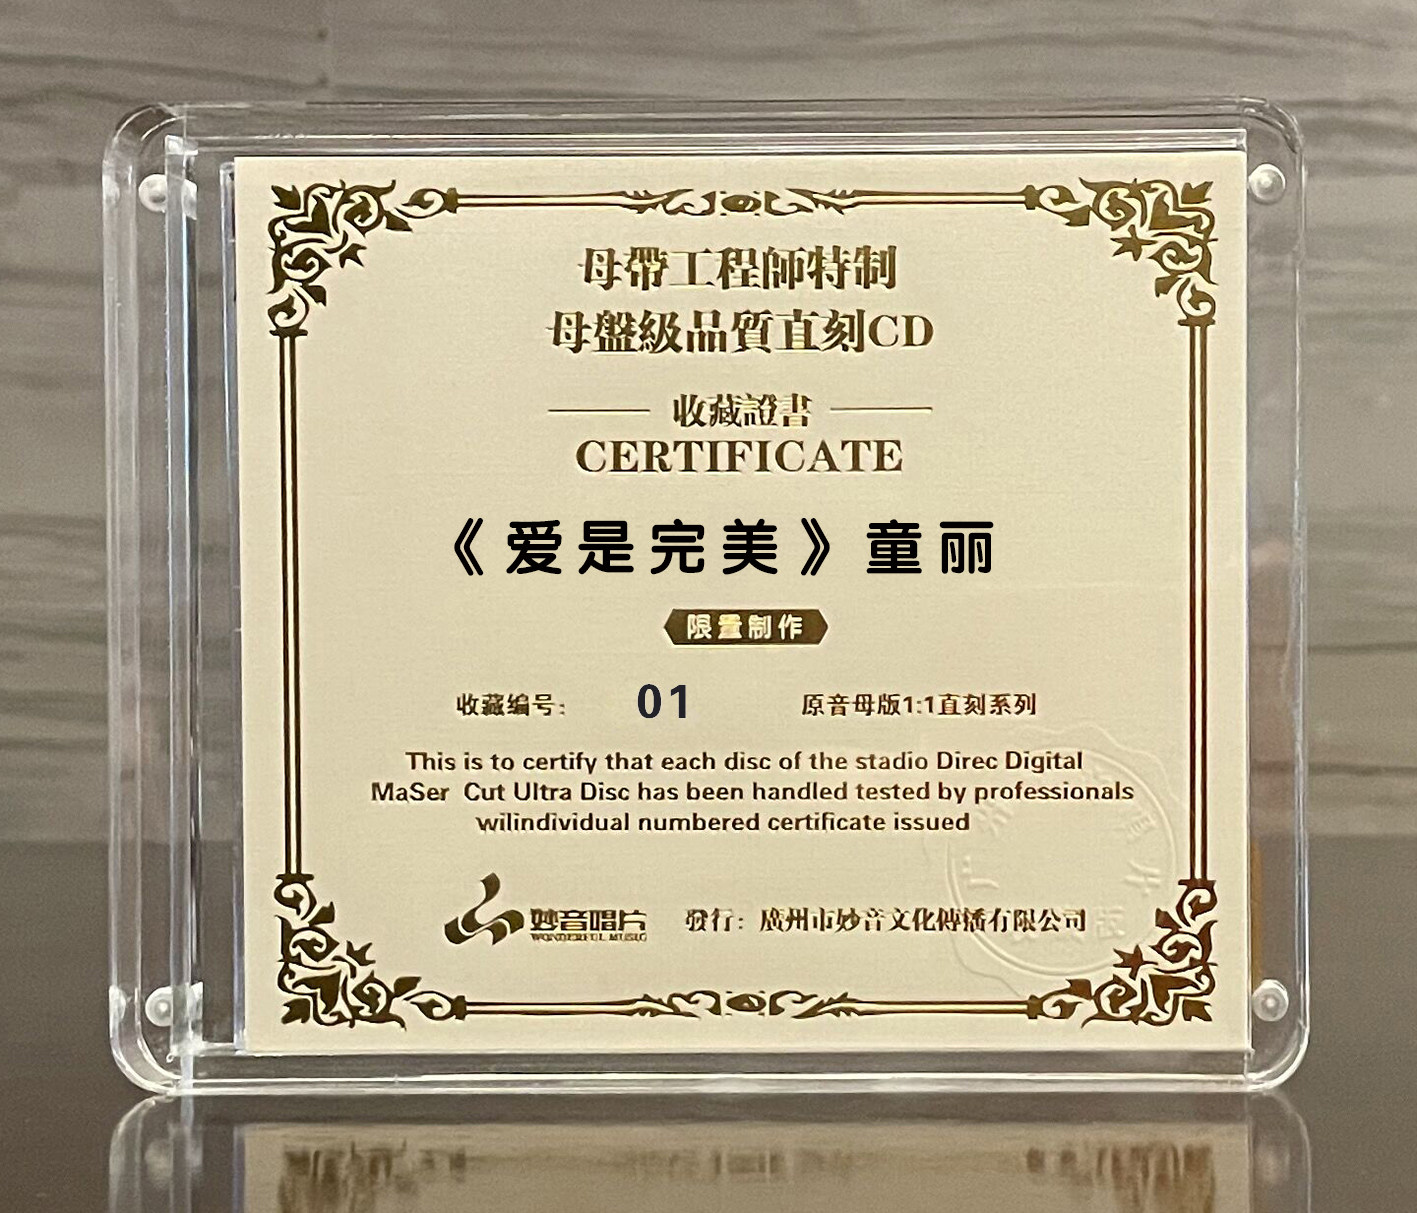 母帶工程師特制
母盤級品質直刻CD
收藏證書
CERTIFICATE
《爱是完美》童丽
限量制作
收藏编号： 01 原音母版1:1直刻系列
This is to certify that each disc of the stadio Direc Digital
MaSer Cut Ultra Disc has been handled tested by professionals
wilindividual numbered certificate issued
妙音唱片 發行：廣州市妙音文化傳播有限公司
WONDERFUL MUSIC